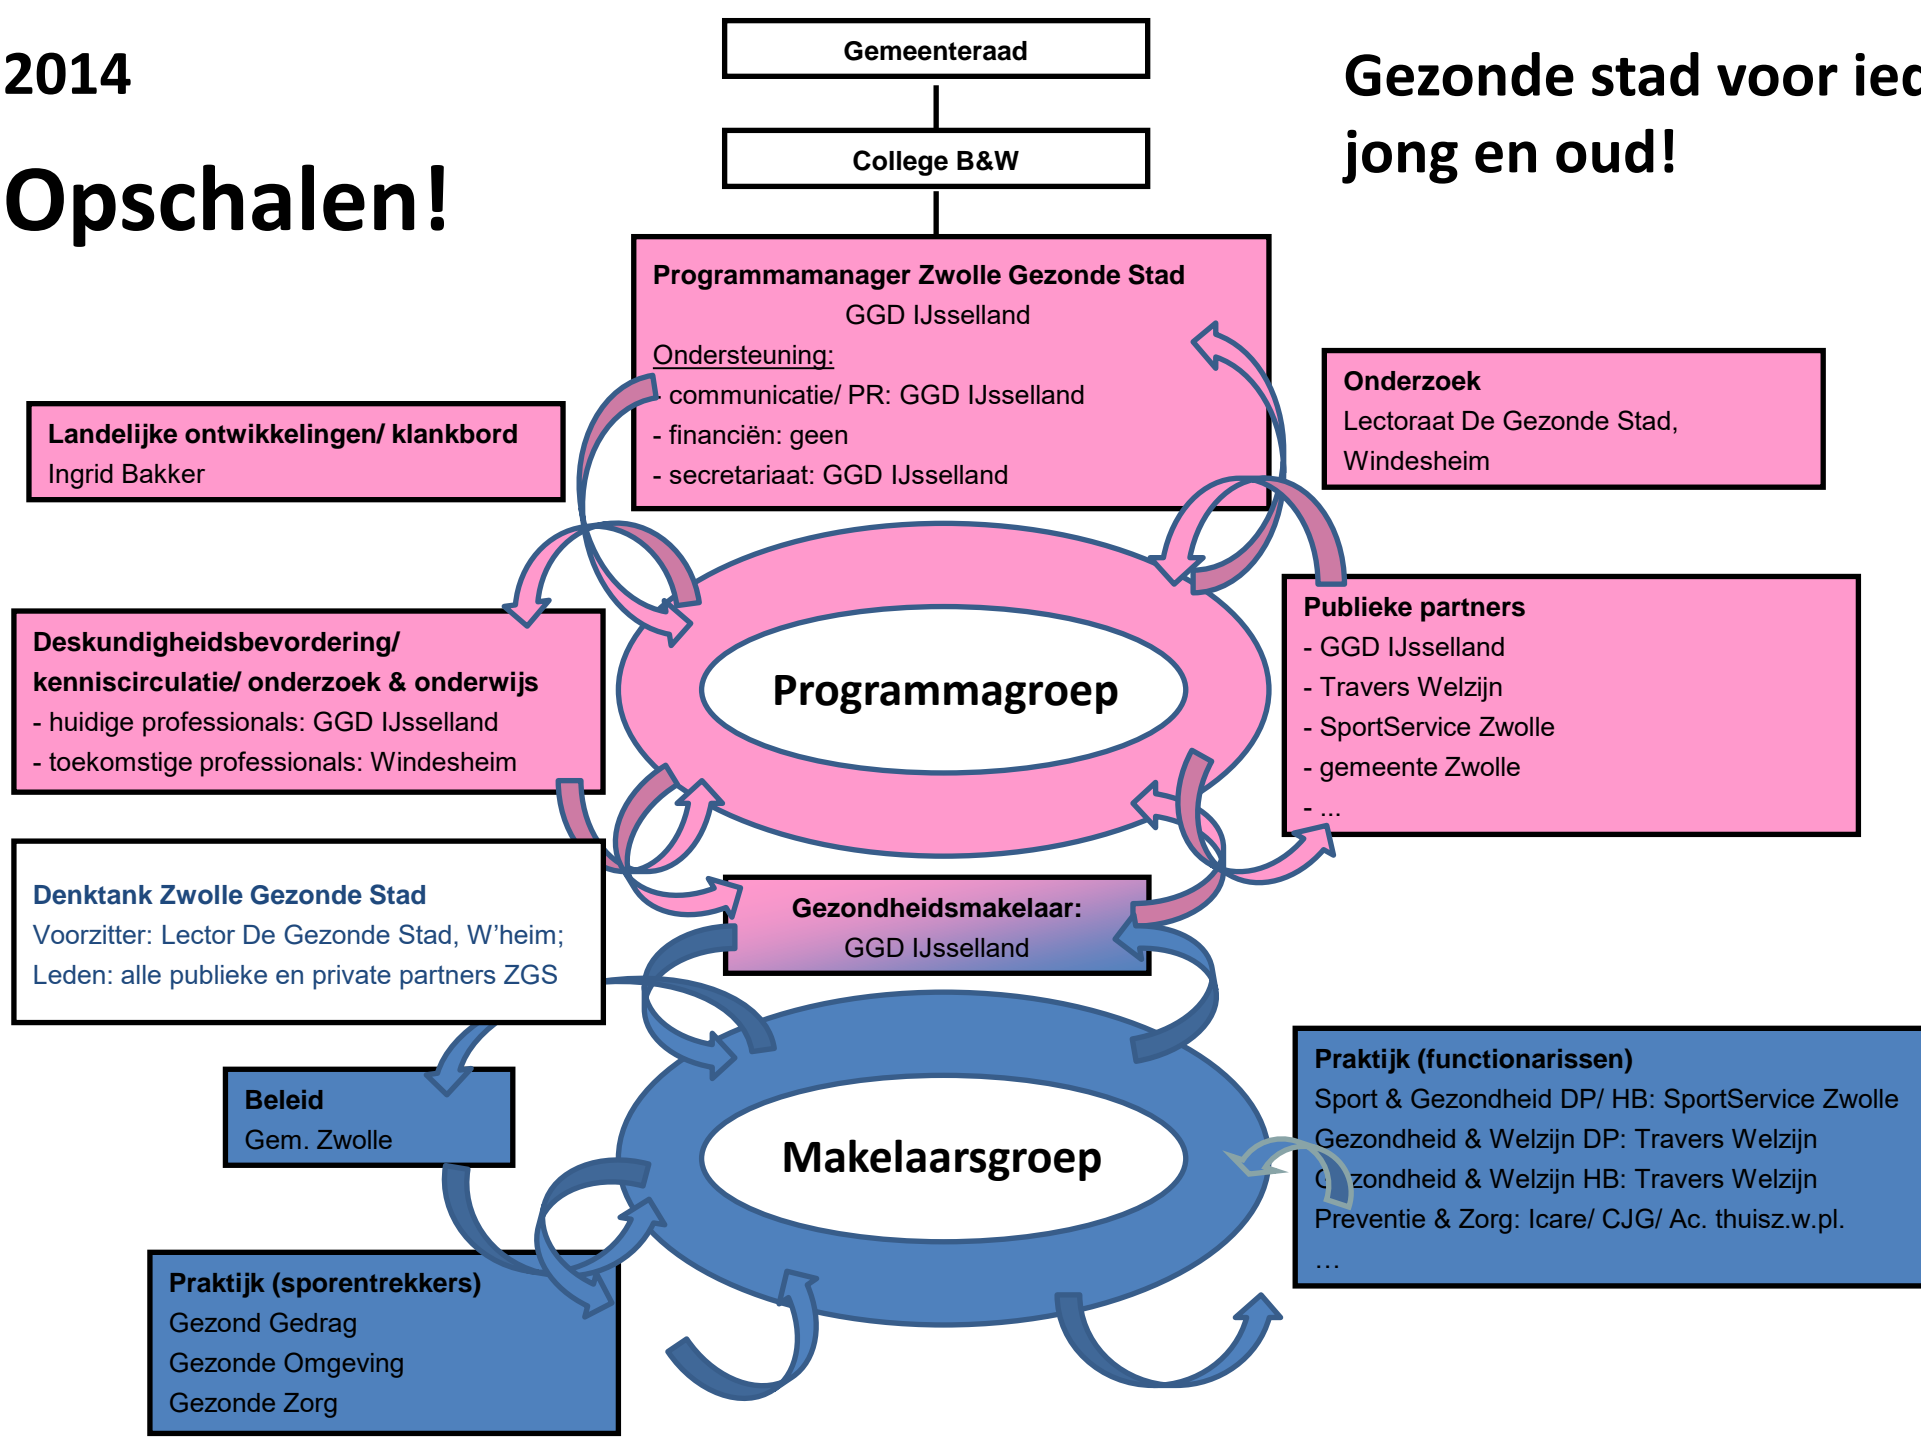 2014
Opschalen!
Gemeenteraad
College B&W
Gezonde stad voor
jong en oud!
Programmamanager Zwolle Gezonde Stad
GGD IJsselland
Ondersteuning:
- communicatie/ PR: GGD IJsselland
- financiën: geen
- secretariaat: GGD IJsselland
Landelijke ontwikkelingen/ klankbord
Ingrid Bakker
Onderzoek
Lectoraat De Gezonde Stad,
Windesheim
Deskundigheidsbevordering/
kenniscirculatie/ onderzoek & onderwijs
- huidige professionals: GGD IJsselland
- toekomstige professionals: Windesheim
Programmagroep
Publieke partners
- GGD IJsselland
- Travers Welzijn
- SportService Zwolle
- gemeente Zwolle
- ...
Denktank Zwolle Gezonde Stad
Voorzitter: Lector De Gezonde Stad, W'heim;
Leden: alle publieke en private partners ZGS
Gezondheidsmakelaar:
GGD IJsselland
Beleid
Gem. Zwolle
Makelaarsgroep
Praktijk (functionarissen)
Sport & Gezondheid DP/ HB: SportService Zwolle
Gezondheid & Welzijn DP: Travers Welzijn
Gezondheid & Welzijn HB: Travers Welzijn
Preventie & Zorg: Icare/ CJG/ Ac. thuisz.w.pl.
…
Praktijk (sporentrekkers)
Gezond Gedrag
Gezonde Omgeving
Gezonde Zorg